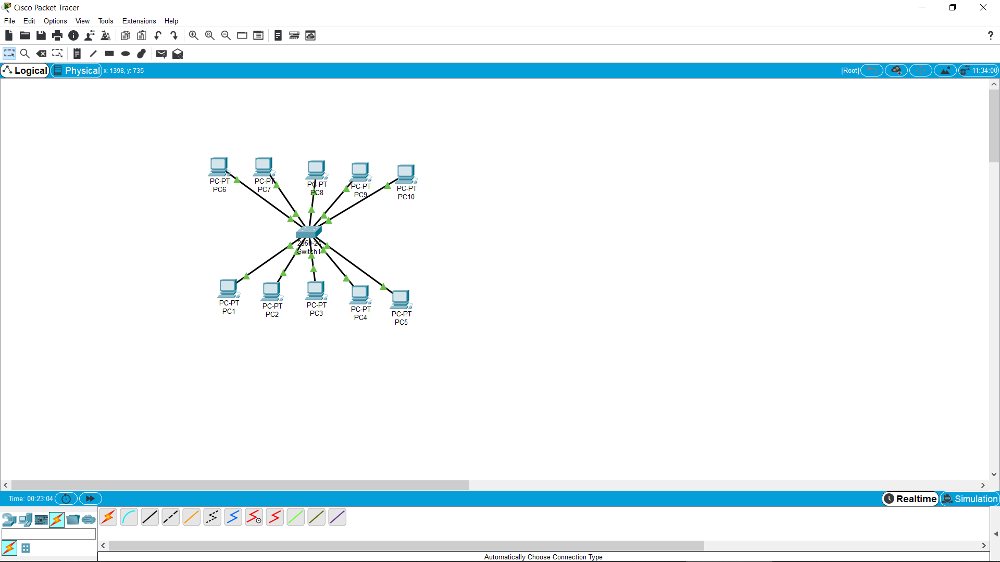 Cisco Packet Tracer
File Edit Options View Tools Extensions Help
Logical Physical x: 1398, y: 735 [Root] 11:34:00
PC-PT
PC6
PC-PT
PC7
PC-PT
PC8
PC-PT
PC9
PC-PT
PC10
2950-24
Switch1
PC-PT
PC1
PC-PT
PC2
PC-PT
PC3
PC-PT
PC4
PC-PT
PC5
Time: 00:23:04 Realtime Simulation
Automatically Choose Connection Type